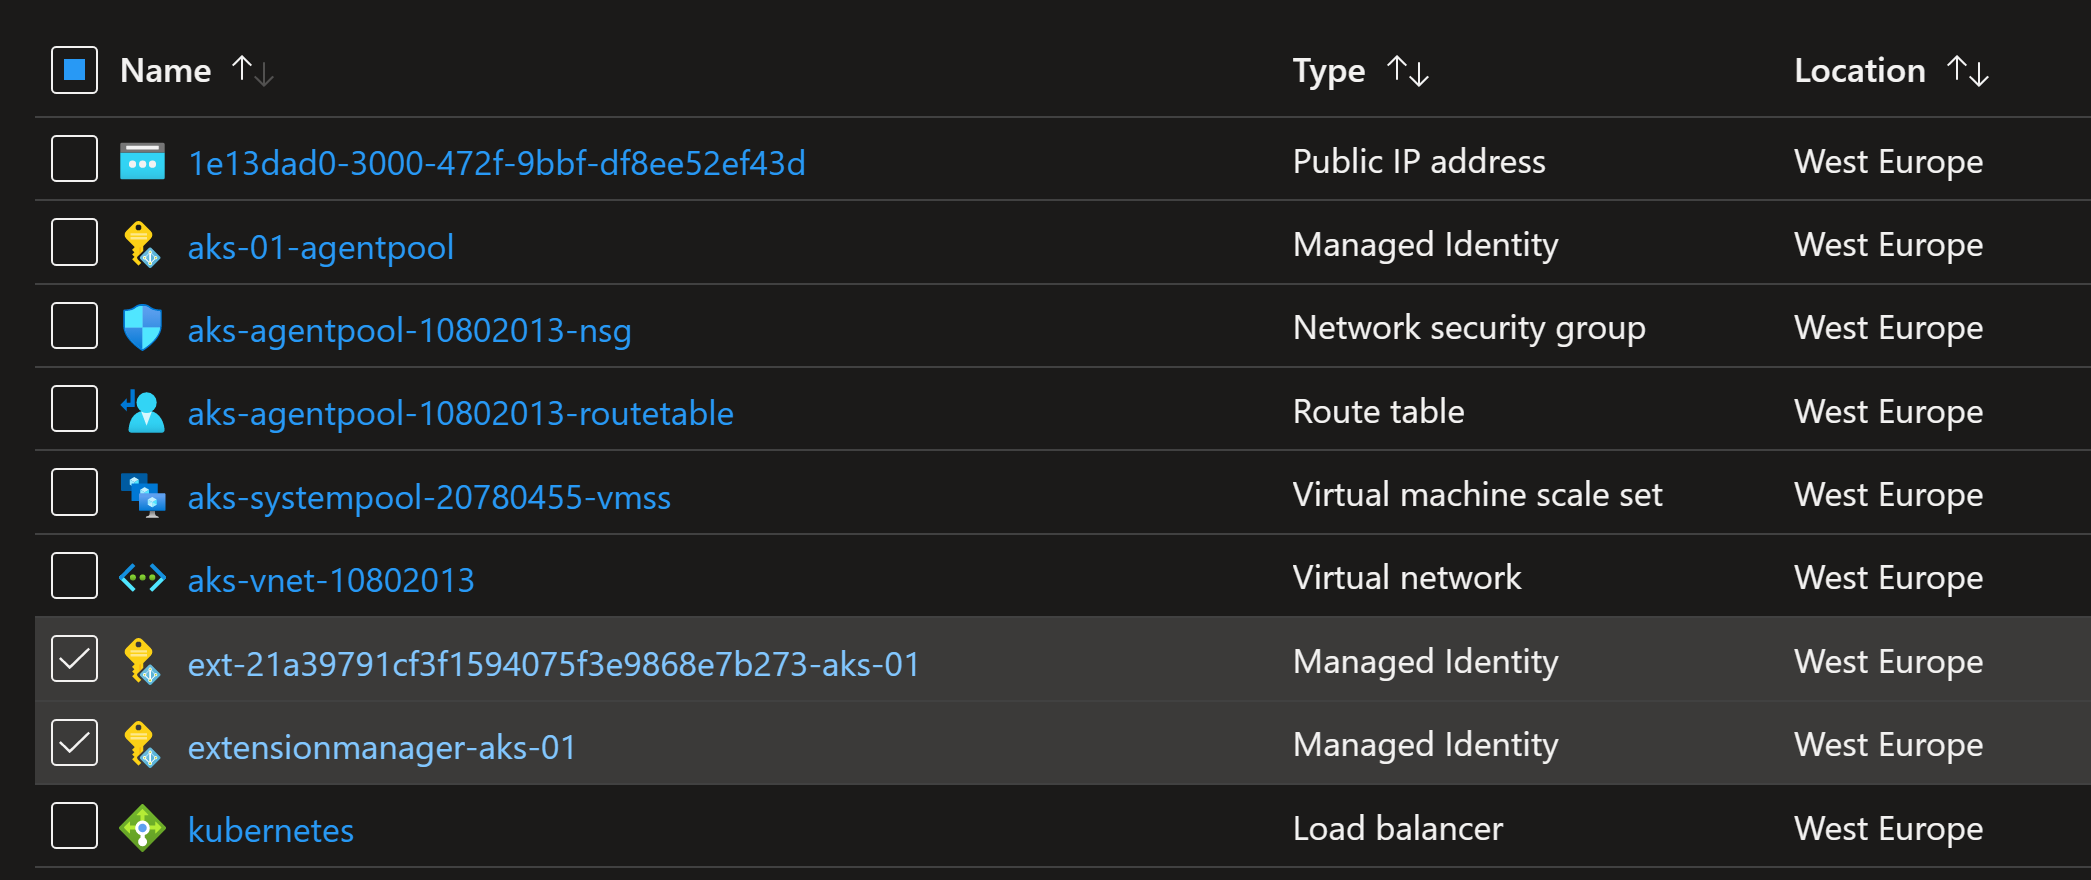 Name Type Location
1e13dad0-3000-472f-9bbf-df8ee52ef43d Public IP address West Europe
aks-01-agentpool Managed Identity West Europe
aks-agentpool-10802013-nsg Network security group West Europe
aks-agentpool-10802013-routetable Route table West Europe
aks-systempool-20780455-vmss Virtual machine scale set West Europe
aks-vnet-10802013 Virtual network West Europe
ext-21a39791cf3f1594075f3e9868e7b273-aks-01 Managed Identity West Europe
extensionmanager-aks-01 Managed Identity West Europe
kubernetes Load balancer West Europe